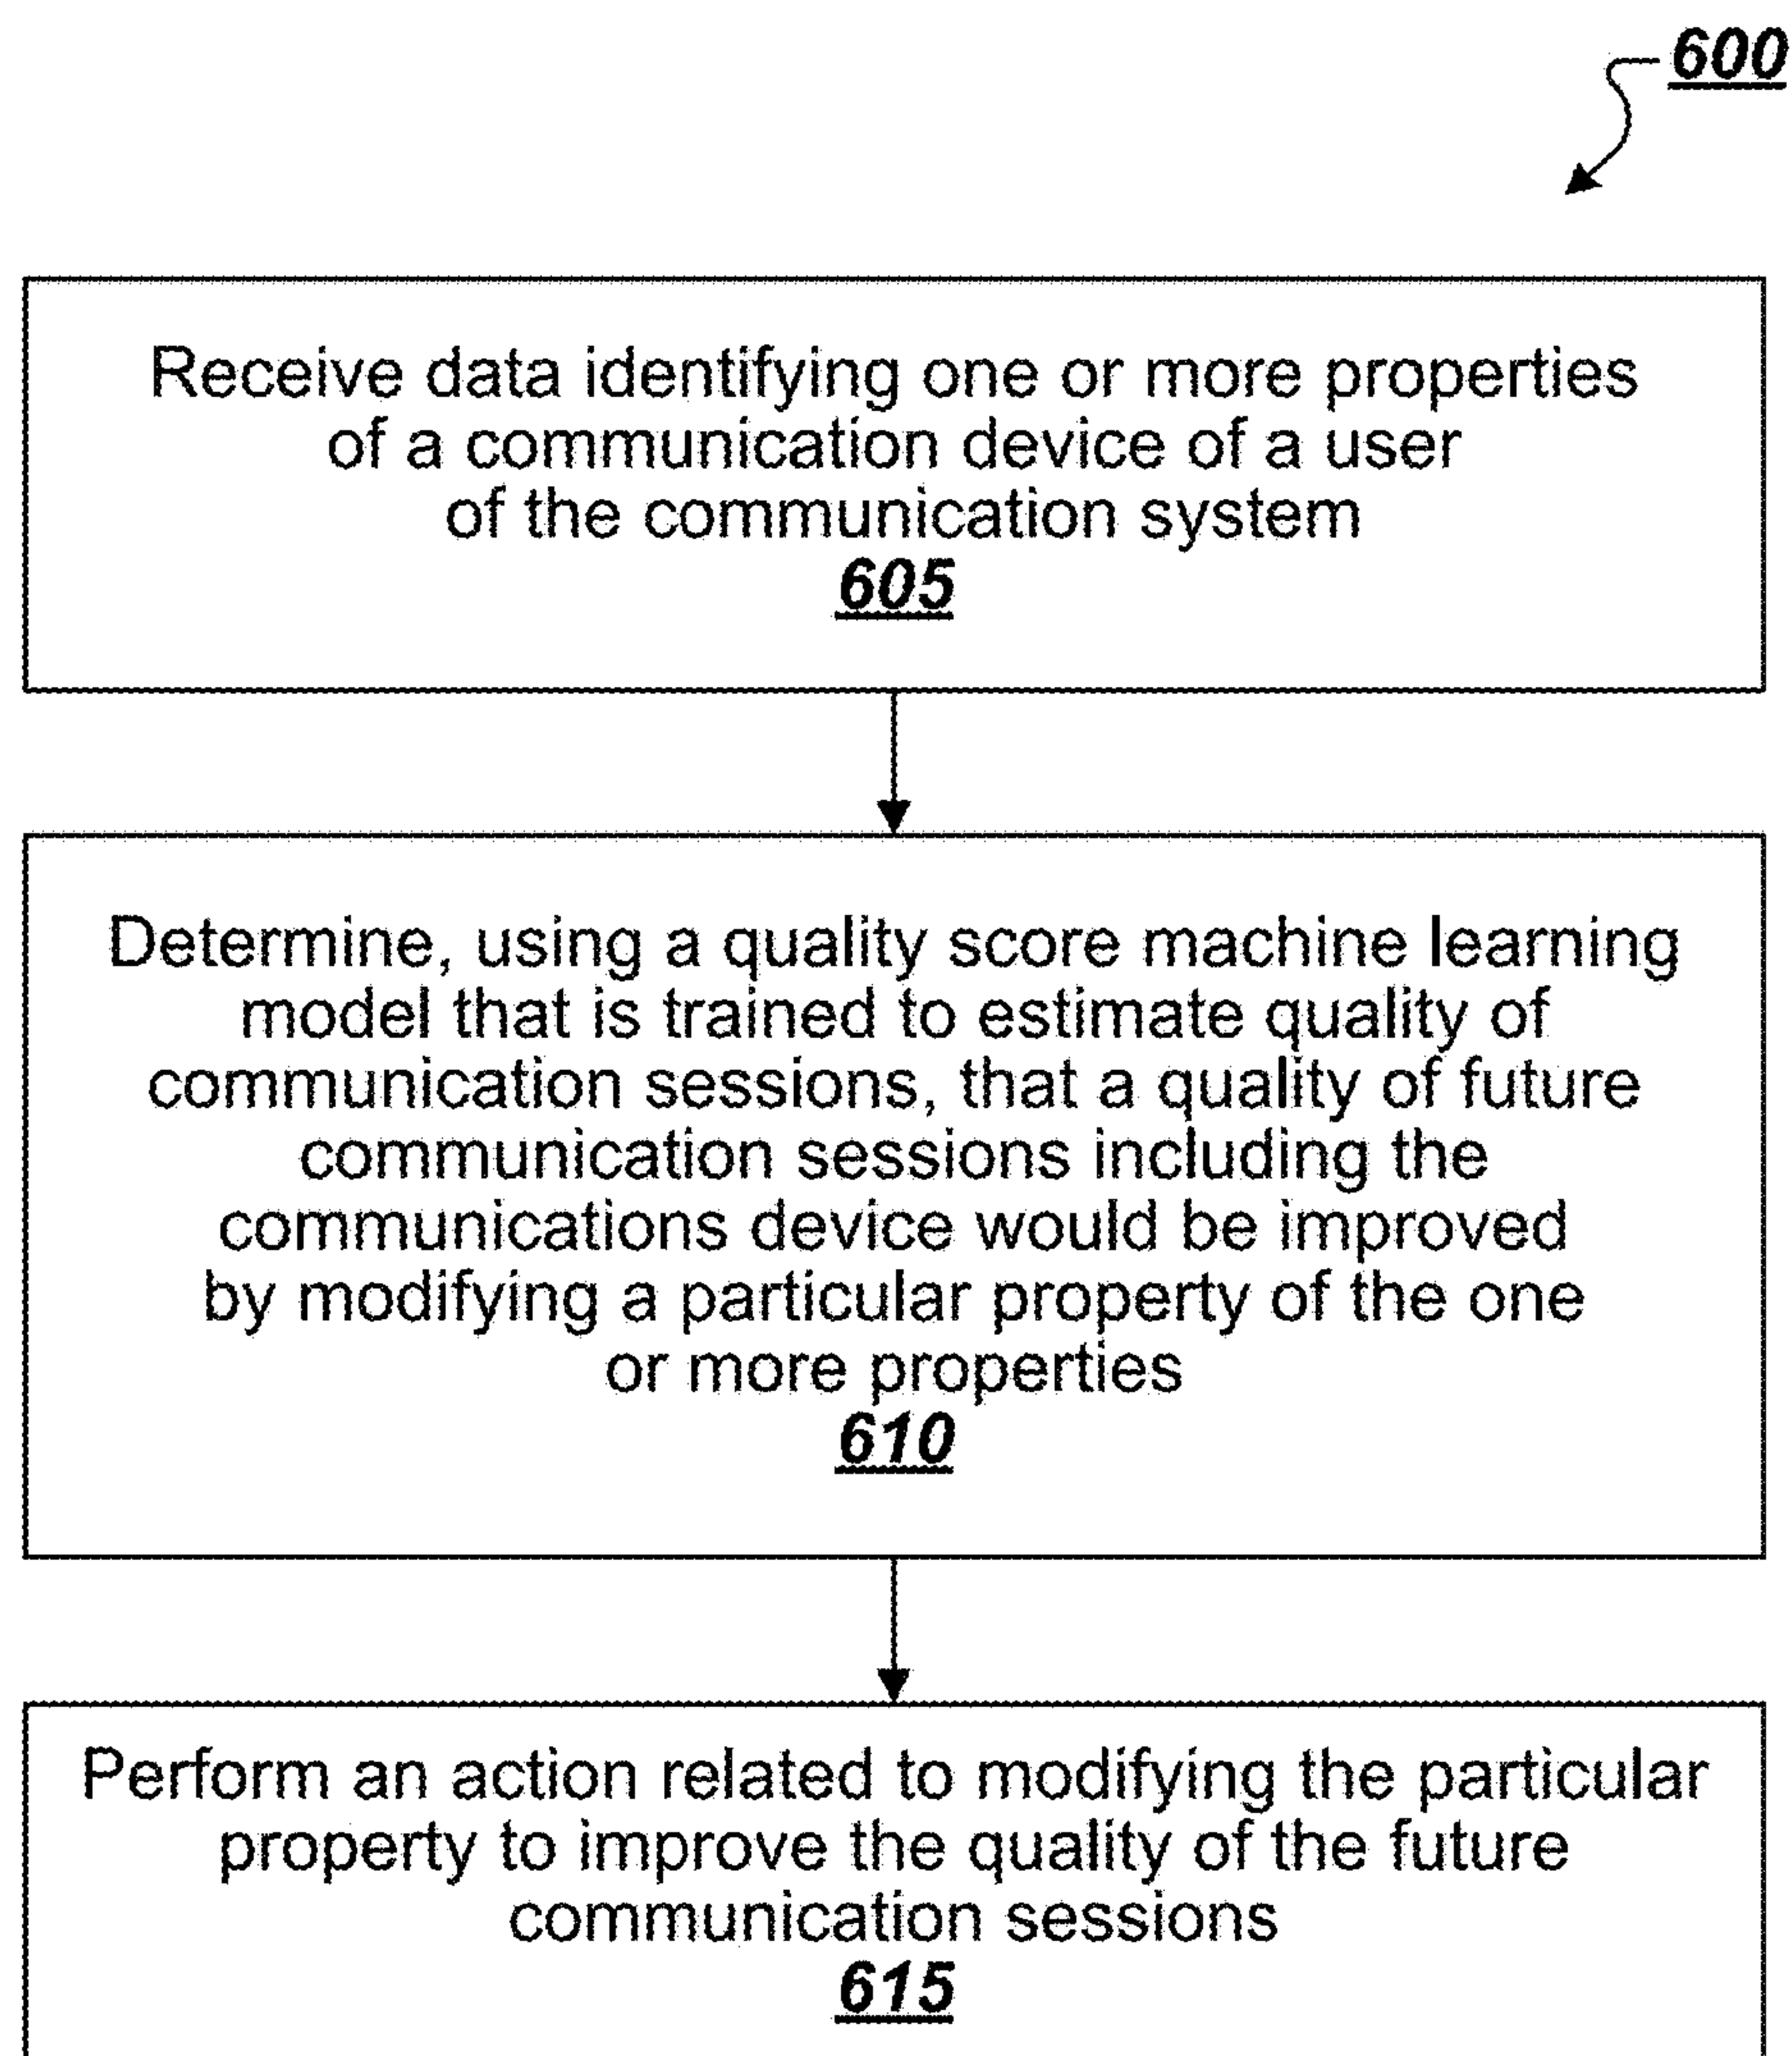 600
Receive data identifying one or more properties
of a communication device of a user
of the communication system
605
Determine, using a quality score machine learning
model that is trained to estimate quality of
communication sessions, that a quality of future
communication sessions including the
communications device would be improved
by modifying a particular property of the one
or more properties
610
Perform an action related to modifying the particular
property to improve the quality of the future
communication sessions
615